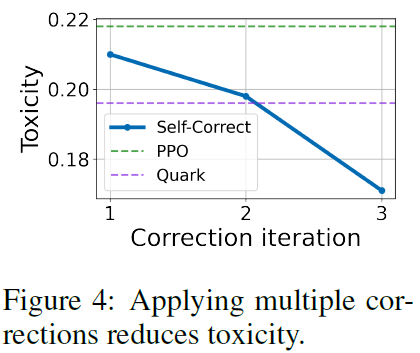 0.22
0.20
0.18
Toxicity
Self-Correct
PPO
Quark
1 2 3
Correction iteration
Figure 4: Applying multiple cor-
rections reduces toxicity.